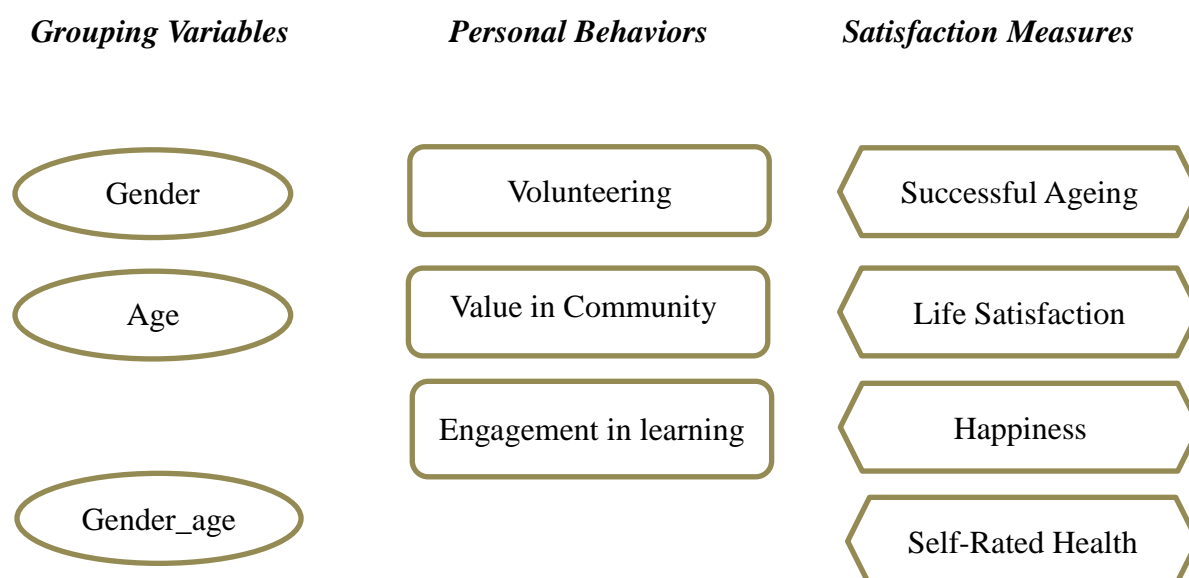 Grouping Variables
Personal Behaviors
Satisfaction Measures
Gender
Volunteering
Successful Ageing
Age
Value in Community
Life Satisfaction
Engagement in learning
Happiness
Gender_age
Self-Rated Health